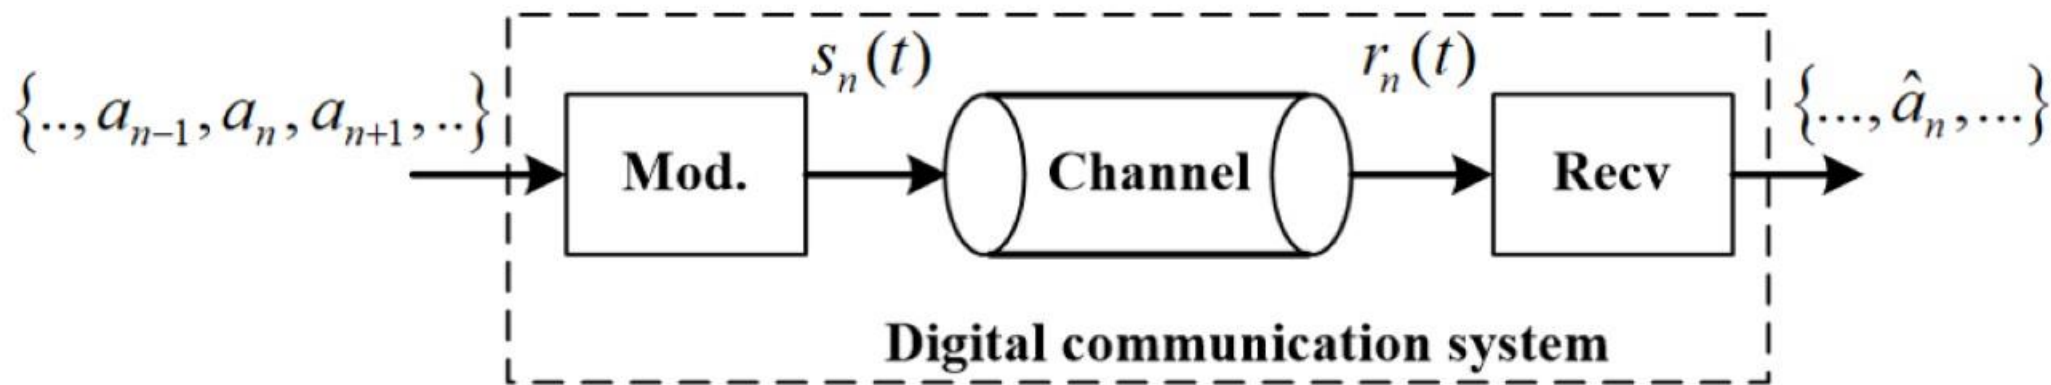 s_n(t) r_n(t)
{.., a_{n-1}, a_n, a_{n+1}, ..} {..., â_n, ...}
Mod. Channel Recv
Digital communication system